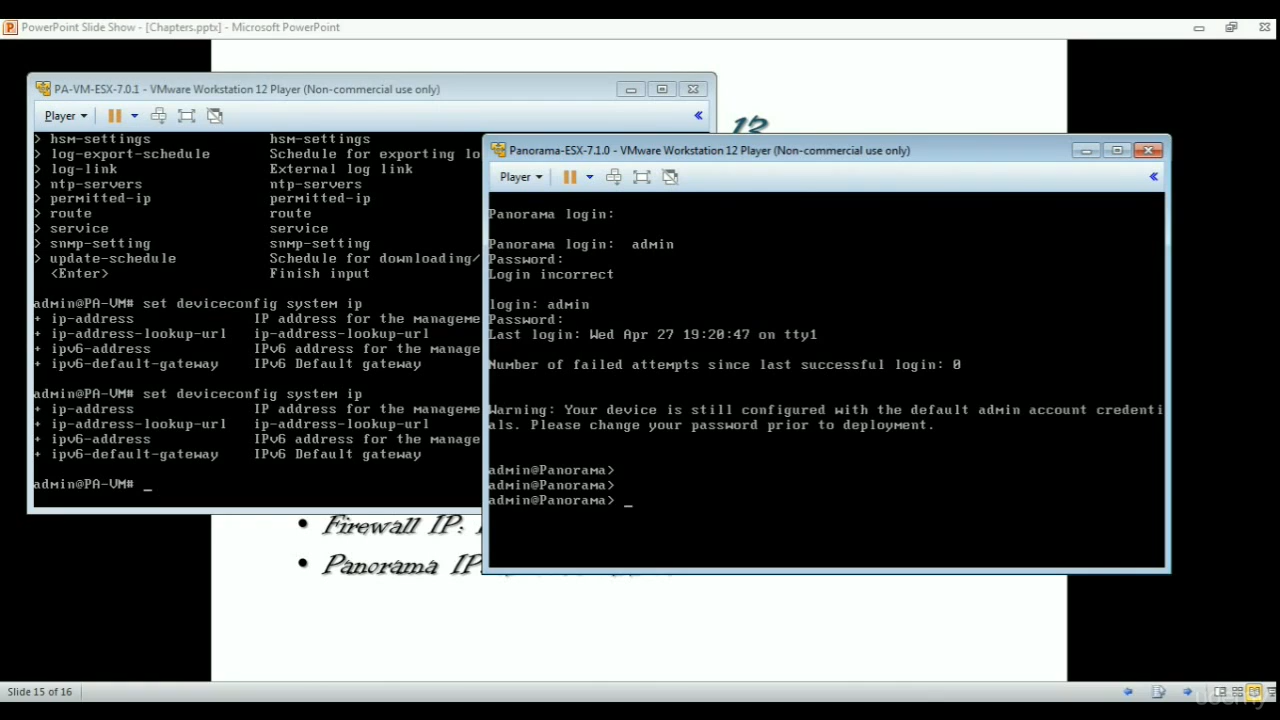 PowerPoint Slide Show - [Chapters.pptx] - Microsoft PowerPoint
PA-VM-ESX-7.0.1 - VMware Workstation 12 Player (Non-commercial use only)
Player
> hsm-settings hsm-settings
> log-export-schedule Schedule for exporting lo
> log-link External log link
> ntp-servers ntp-servers
> permitted-ip permitted-ip
> route route
> service service
> snmp-setting snmp-setting
> update-schedule Schedule for downloading/
<Enter> Finish input
admin@PA-VM# set deviceconfig system ip
+ ip-address IP address for the manageme
+ ip-address-lookup-url ip-address-lookup-url
+ ipv6-address IPv6 address for the manage
+ ipv6-default-gateway IPv6 Default gateway
admin@PA-VM# set deviceconfig system ip
+ ip-address IP address for the manageme
+ ip-address-lookup-url ip-address-lookup-url
+ ipv6-address IPv6 address for the manage
+ ipv6-default-gateway IPv6 Default gateway
admin@PA-VM# _
Panorama-ESX-7.1.0 - VMware Workstation 12 Player (Non-commercial use only)
Player
Panorama login:
Panorama login:  admin
Password:
Login incorrect
login: admin
Password:
Last login: Wed Apr 27 19:20:47 on tty1
Number of failed attempts since last successful login: 0
Warning: Your device is still configured with the default admin account credenti
als. Please change your password prior to deployment.
admin@Panorama>
admin@Panorama>
admin@Panorama> _
• Firewall IP:
• Panorama IP:
Slide 15 of 16
udemy